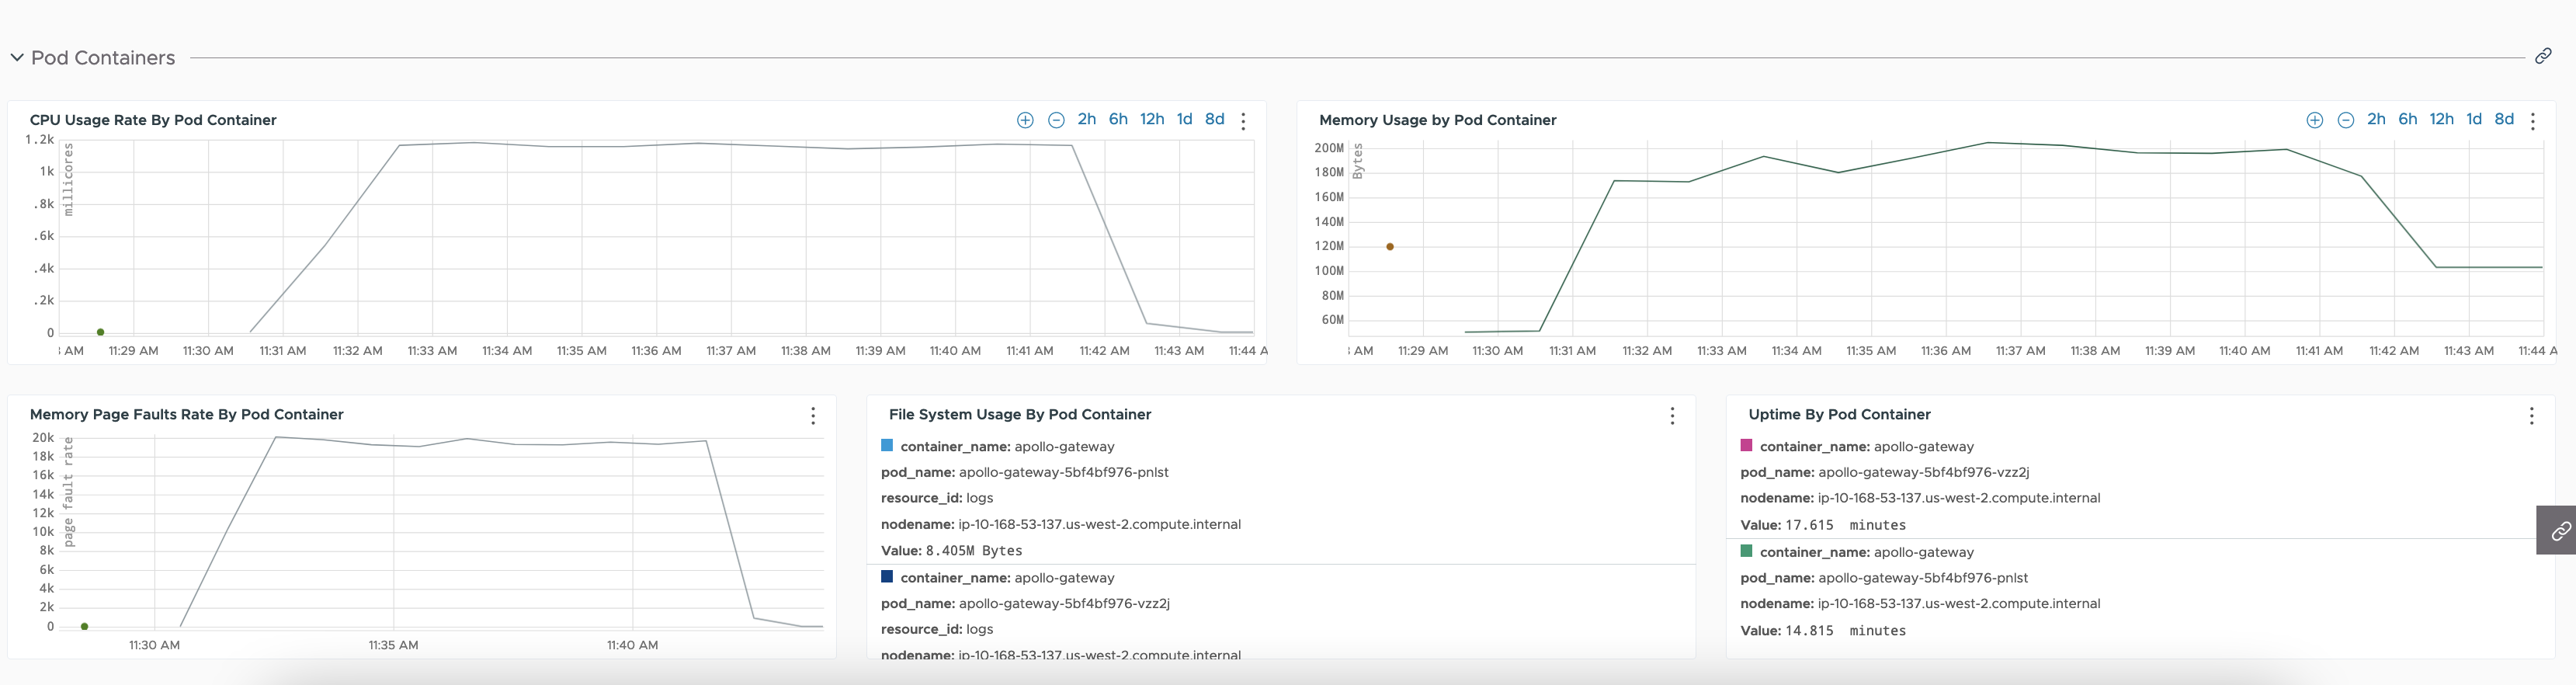 Pod Containers
CPU Usage Rate By Pod Container
2h 6h 12h 1d 8d
1.2k
1k
.8k
.6k
.4k
.2k
0
millicores
8 AM 11:29 AM 11:30 AM 11:31 AM 11:32 AM 11:33 AM 11:34 AM 11:35 AM 11:36 AM 11:37 AM 11:38 AM 11:39 AM 11:40 AM 11:41 AM 11:42 AM 11:43 AM 11:44 A
Memory Usage by Pod Container
2h 6h 12h 1d 8d
200M
180M
160M
140M
120M
100M
80M
60M
Bytes
8 AM 11:29 AM 11:30 AM 11:31 AM 11:32 AM 11:33 AM 11:34 AM 11:35 AM 11:36 AM 11:37 AM 11:38 AM 11:39 AM 11:40 AM 11:41 AM 11:42 AM 11:43 AM 11:44 A
Memory Page Faults Rate By Pod Container
20k
18k
16k
14k
12k
10k
8k
6k
4k
2k
0
page fault rate
11:30 AM 11:35 AM 11:40 AM
File System Usage By Pod Container
container_name: apollo-gateway
pod_name: apollo-gateway-5bf4bf976-pnlst
resource_id: logs
nodename: ip-10-168-53-137.us-west-2.compute.internal
Value: 8.405M Bytes
container_name: apollo-gateway
pod_name: apollo-gateway-5bf4bf976-vzz2j
resource_id: logs
nodename: ip-10-168-53-137.us-west-2.compute.internal
Uptime By Pod Container
container_name: apollo-gateway
pod_name: apollo-gateway-5bf4bf976-vzz2j
nodename: ip-10-168-53-137.us-west-2.compute.internal
Value: 17.615 minutes
container_name: apollo-gateway
pod_name: apollo-gateway-5bf4bf976-pnlst
nodename: ip-10-168-53-137.us-west-2.compute.internal
Value: 14.815 minutes